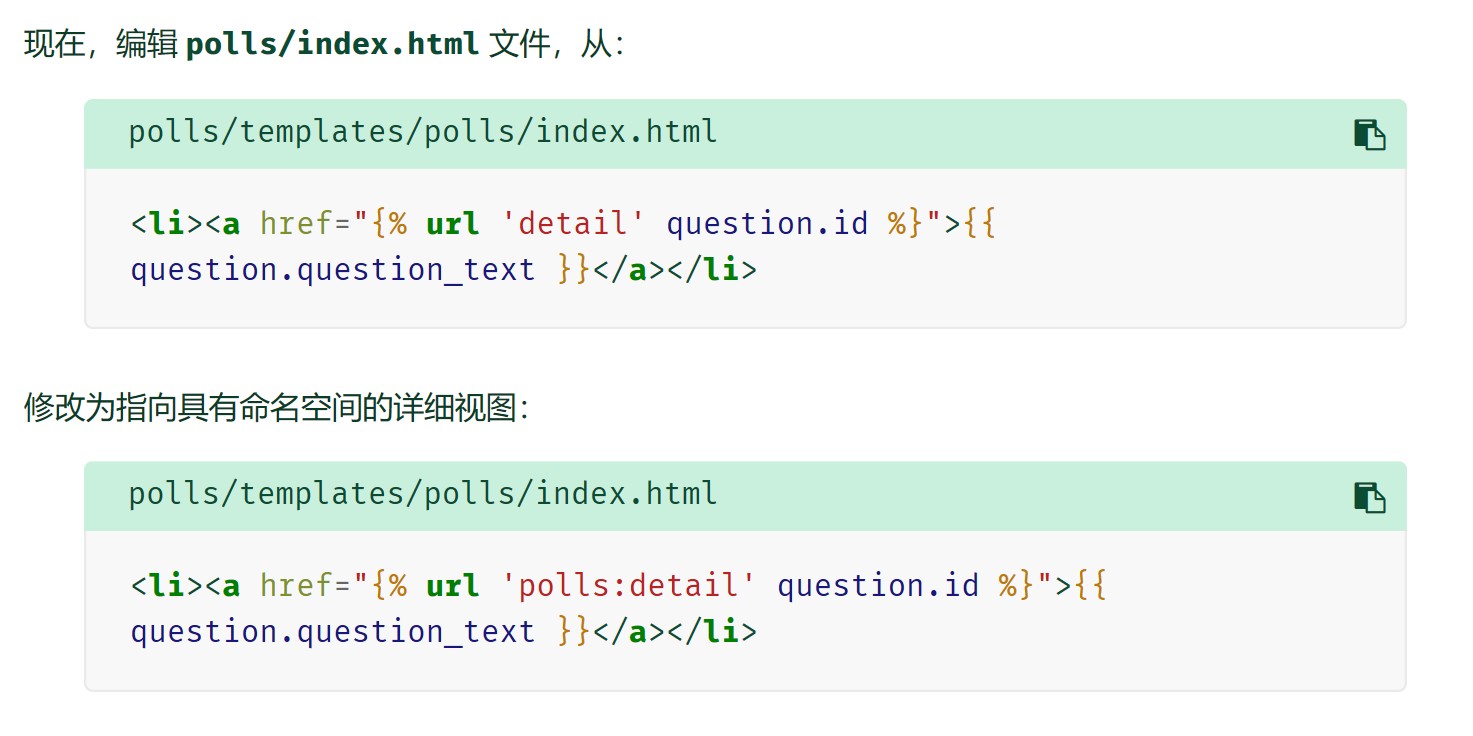 现在，编辑 polls/index.html 文件，从：
polls/templates/polls/index.html
<li><a href="{% url 'detail' question.id %}">{{
question.question_text }}</a></li>
修改为指向具有命名空间的详细视图：
polls/templates/polls/index.html
<li><a href="{% url 'polls:detail' question.id %}">{{
question.question_text }}</a></li>